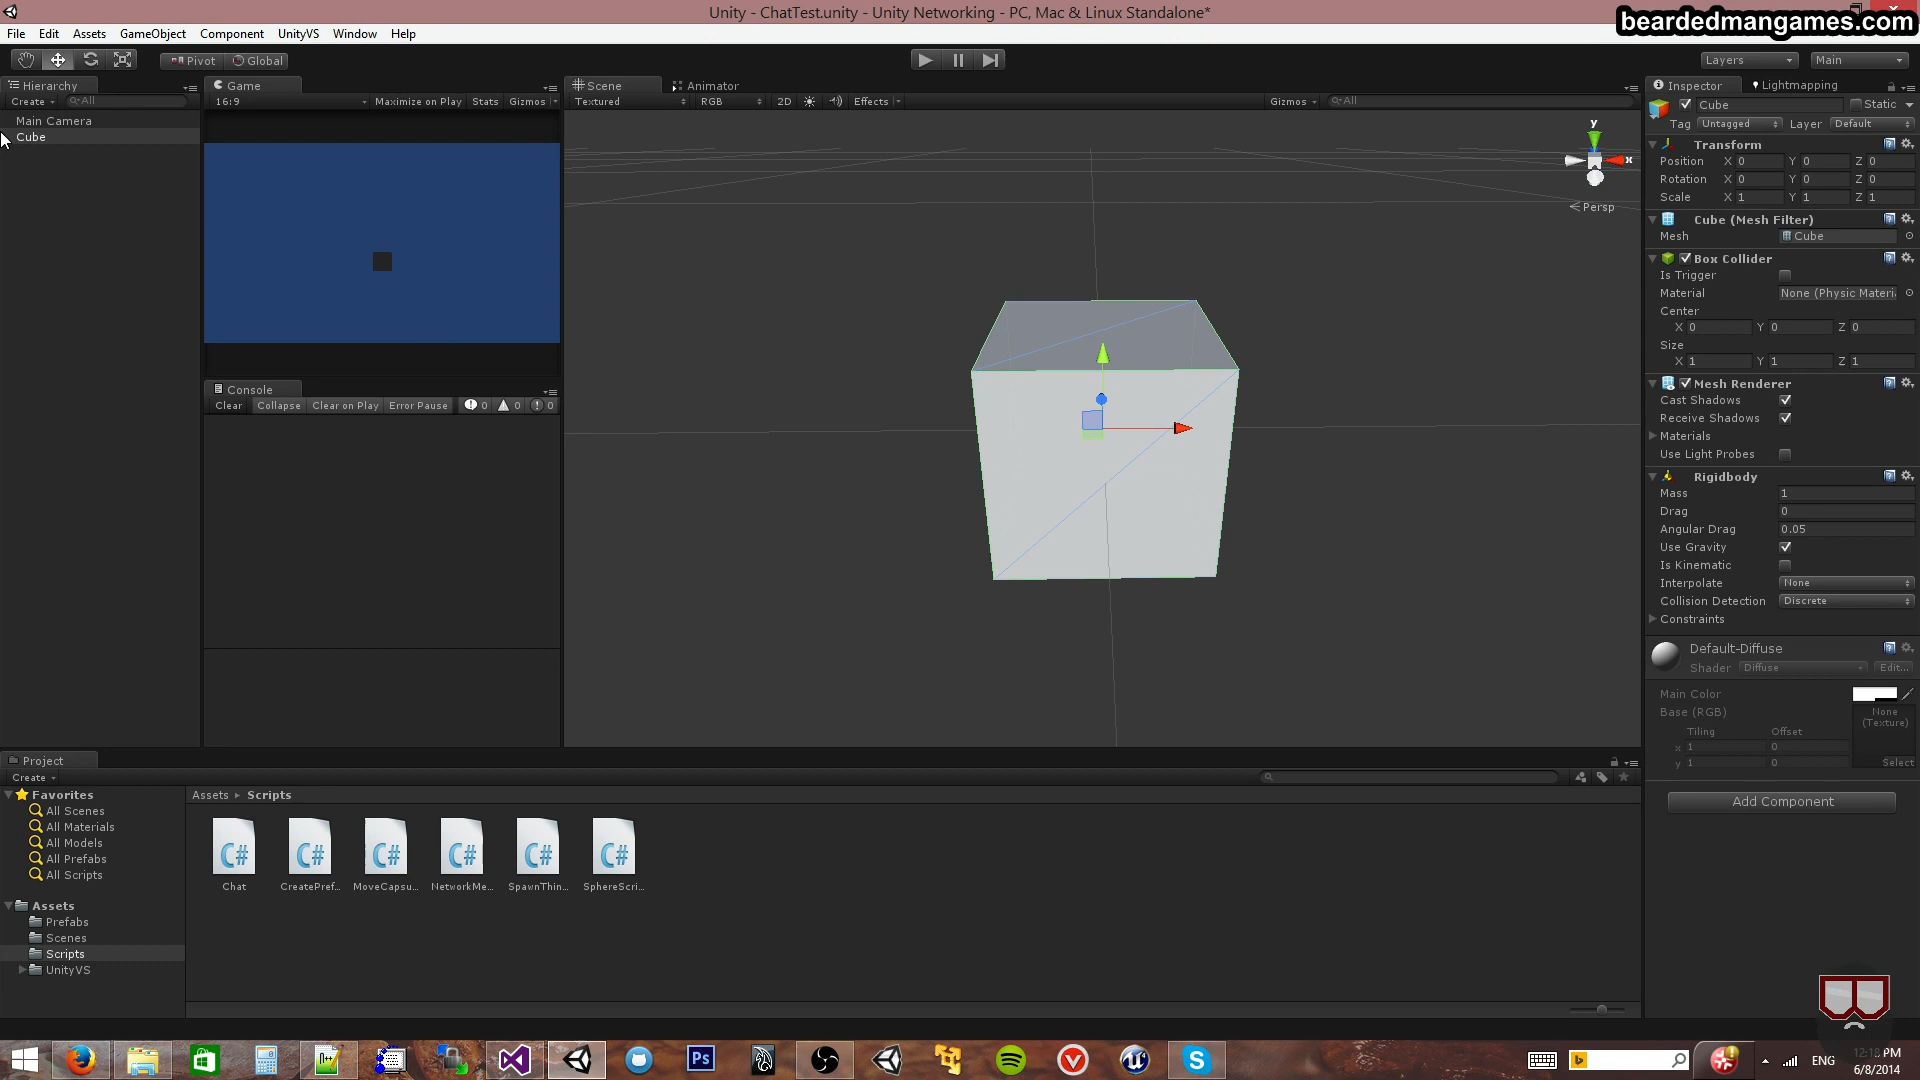 Unity - ChatTest.unity - Unity Networking - PC, Mac & Linux Standalone*
beardedmangames.com
File Edit Assets GameObject Component UnityVS Window Help
Pivot Global
Layers Main
Hierarchy
Create All
Main Camera
Cube
Game
16:9 Maximize on Play Stats Gizmos
Console
Clear Collapse Clear on Play Error Pause 0 0 0
Scene Animator
Textured RGB 2D Effects Gizmos All
y
x
Persp
Inspector Lightmapping
Cube Static
Tag Untagged Layer Default
Transform
Position X 0 Y 0 Z 0
Rotation X 0 Y 0 Z 0
Scale X 1 Y 1 Z 1
Cube (Mesh Filter)
Mesh Cube
Box Collider
Is Trigger
Material None (Physic Materi
Center
X 0 Y 0 Z 0
Size
X 1 Y 1 Z 1
Mesh Renderer
Cast Shadows
Receive Shadows
Materials
Use Light Probes
Rigidbody
Mass 1
Drag 0
Angular Drag 0.05
Use Gravity
Is Kinematic
Interpolate None
Collision Detection Discrete
Constraints
Default-Diffuse
Shader Diffuse Edit...
Main Color
Base (RGB)
None
(Texture)
Tiling Offset
x 1 0
y 1 0
Select
Add Component
Project
Create
Favorites
All Scenes
All Materials
All Models
All Prefabs
All Scripts
Assets
Prefabs
Scenes
Scripts
UnityVS
Assets Scripts
C# C# C# C# C# C#
Chat CreatePref... MoveCapsu... NetworkMe... SpawnThin... SphereScri...
Ps
ENG
12:18 PM
6/8/2014